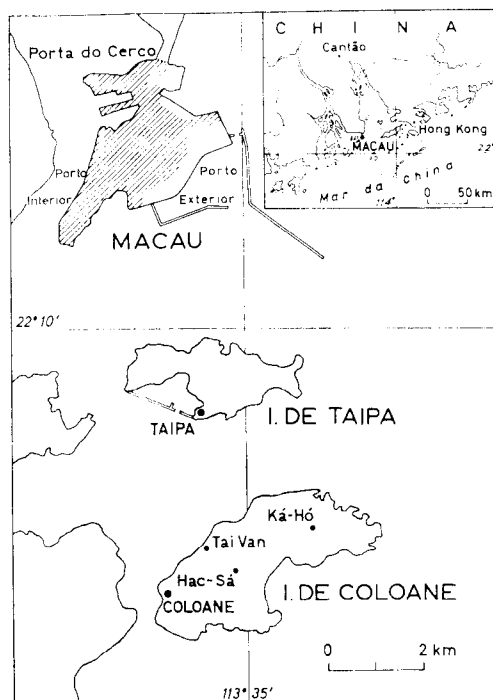 Porta do Cerco
Porto
Interior
Porto
Exterior
MACAU
C H I N A
Cantão
Hong Kong
MACAU
22°
Mar da China
114°
0 50 km
22° 10'
TAIPA
I. DE TAIPA
Ká-Hó
Tai Van
Hac-Sá
COLOANE
I. DE COLOANE
0 2 km
113° 35'